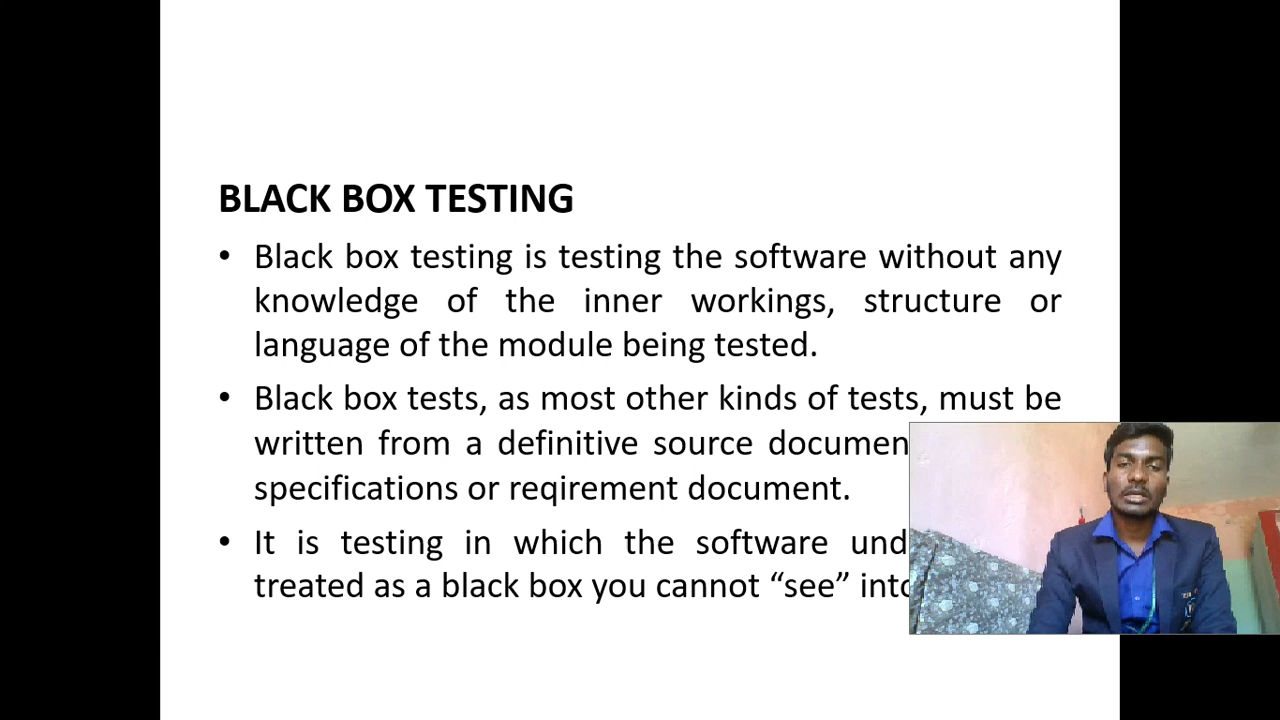 BLACK BOX TESTING
• Black box testing is testing the software without any
knowledge of the inner workings, structure or
language of the module being tested.
• Black box tests, as most other kinds of tests, must be
written from a definitive source documen
specifications or reqirement document.
• It is testing in which the software und
treated as a black box you cannot “see” into